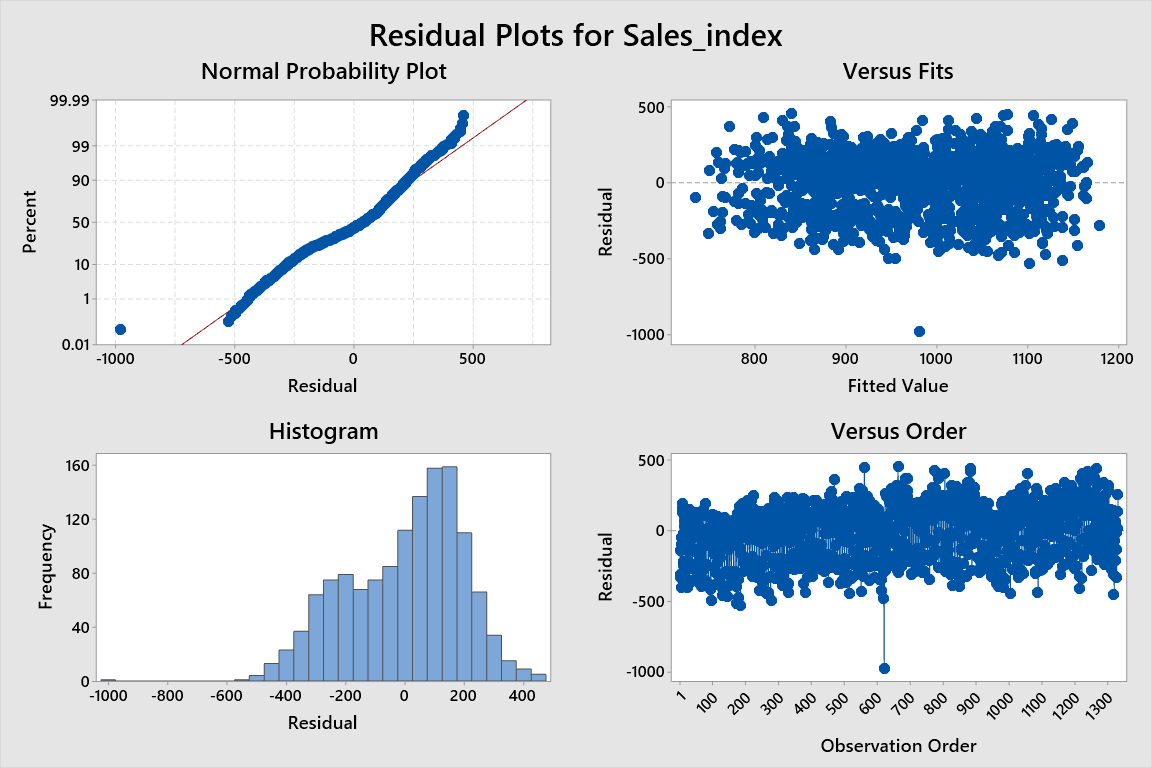 Residual Plots for Sales_index
Normal Probability Plot
99.99
99
90
50
10
1
0.01
Percent
-1000 -500 0 500
Residual
Versus Fits
500
0
-500
-1000
Residual
800 900 1000 1100 1200
Fitted Value
Histogram
160
120
80
40
0
Frequency
-1000 -800 -600 -400 -200 0 200 400
Residual
Versus Order
500
0
-500
-1000
Residual
1 100 200 300 400 500 600 700 800 900 1000 1100 1200 1300
Observation Order